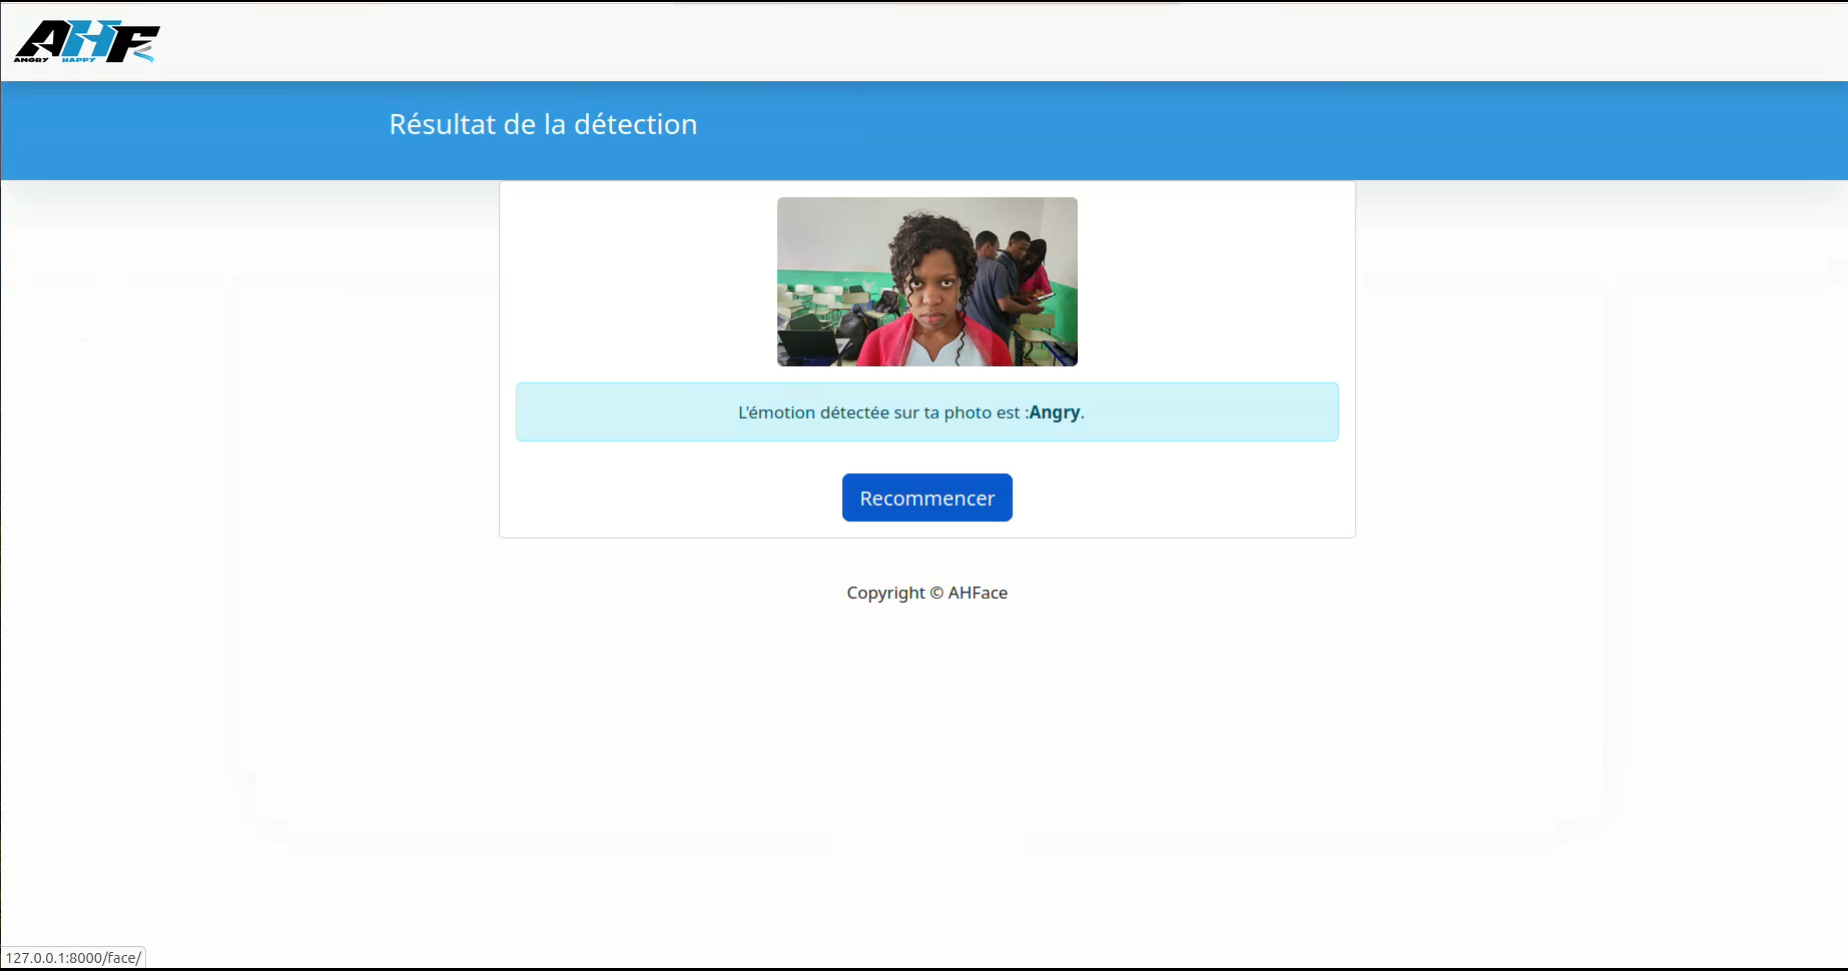 AHF
ANGRY HAPPY
Résultat de la détection
L'émotion détectée sur ta photo est :Angry.
Recommencer
Copyright © AHFace
127.0.0.1:8000/face/